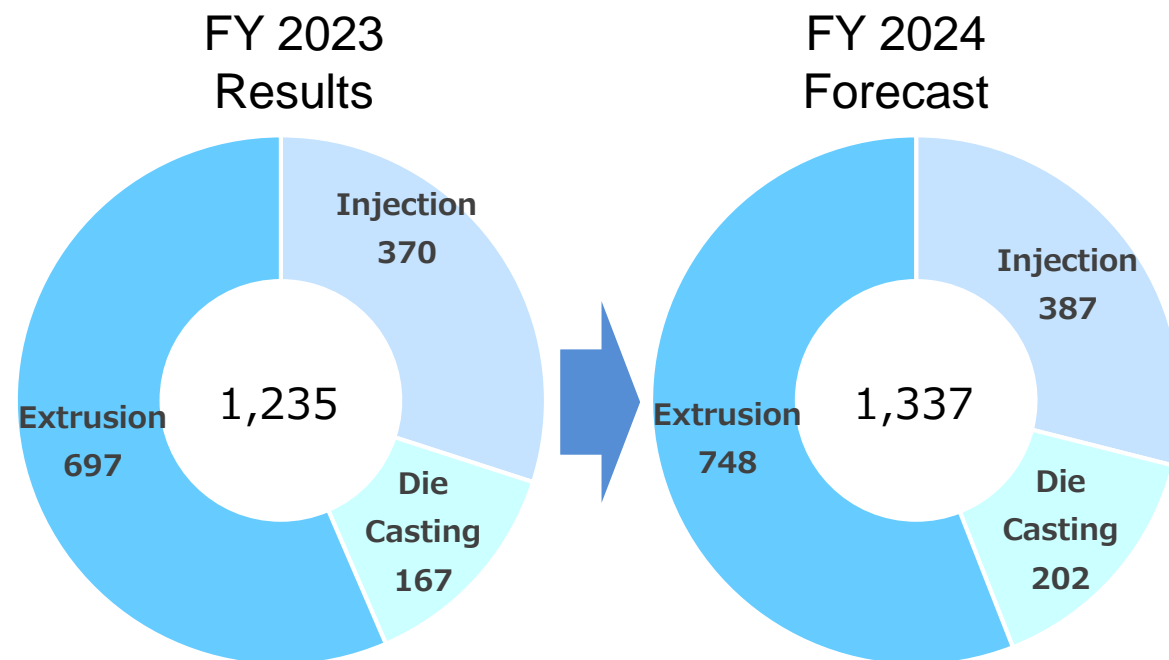 FY 2023
Results
Injection
370
1,235
Extrusion
697
Die
Casting
167
FY 2024
Forecast
Injection
387
1,337
Extrusion
748
Die
Casting
202